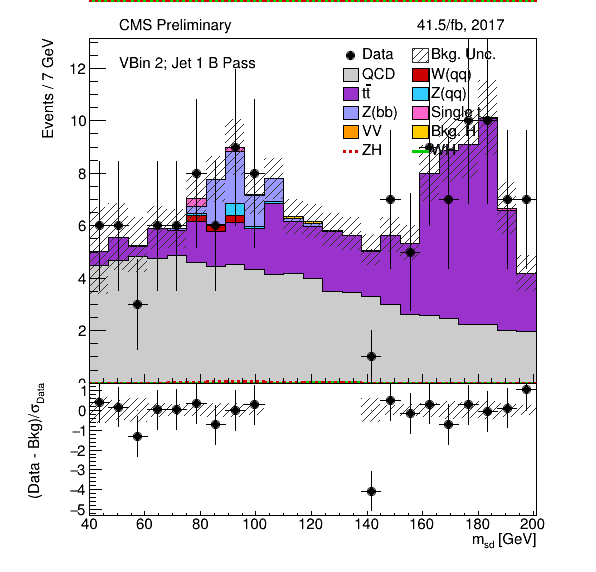 CMS Preliminary 41.5/fb, 2017
Events / 7 GeV
VBin 2; Jet 1 B Pass
Data Bkg. Unc.
QCD W(qq)
tt̄ Z(qq)
Z(bb) Single t
VV Bkg. H
ZH WH
12
10
8
6
4
2
0
(Data - Bkg)/σData
1
0
−1
−2
−3
−4
−5
40 60 80 100 120 140 160 180 200
msd [GeV]